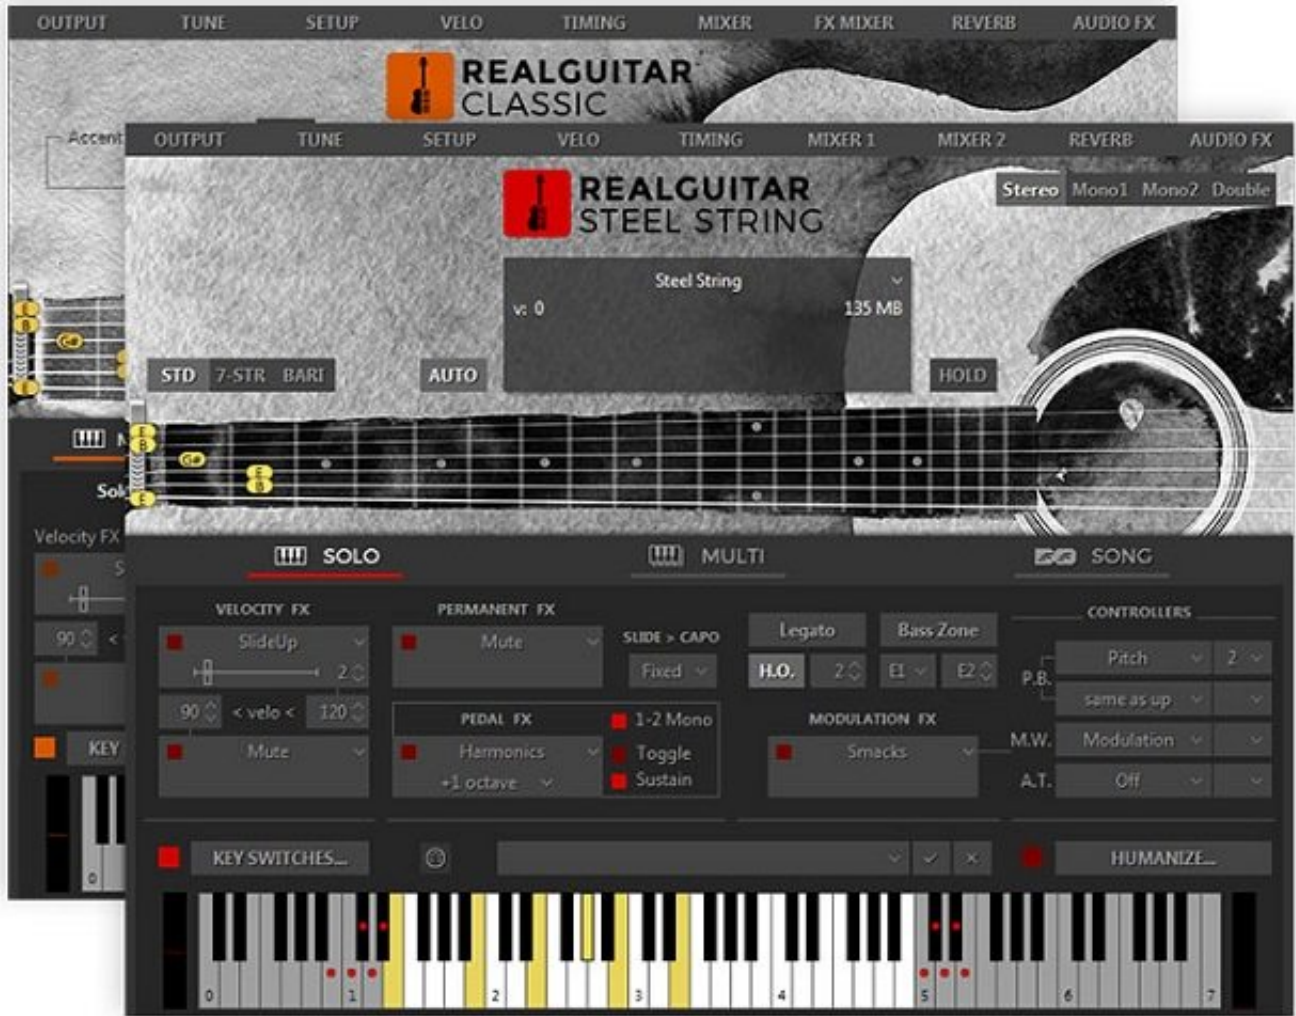 OUTPUT TUNE SETUP VELO TIMING MIXER FX MIXER REVERB AUDIO FX
REALGUITAR
CLASSIC
Accent
OUTPUT TUNE SETUP VELO TIMING MIXER 1 MIXER 2 REVERB AUDIO FX
REALGUITAR
STEEL STRING
Stereo Mono1 Mono2 Double
Steel String
v: 0 135 MB
STD 7-STR BARI AUTO HOLD
E
B
G#
E
E
B
G#
E
B
E
M
SOLO MULTI SONG
Sol
Velocity FX
S
90 <
KEY
0
VELOCITY FX PERMANENT FX CONTROLLERS
SlideUp Mute SLIDE > CAPO Legato Bass Zone
2 Fixed H.O. 2 E1 E2 P.B. Pitch 2
same as up
90 < velo < 120 PEDAL FX 1-2 Mono MODULATION FX
Mute Harmonics Toggle Smacks M.W. Modulation
+1 octave Sustain A.T. Off
KEY SWITCHES... HUMANIZE...
0 1 2 3 4 5 6 7